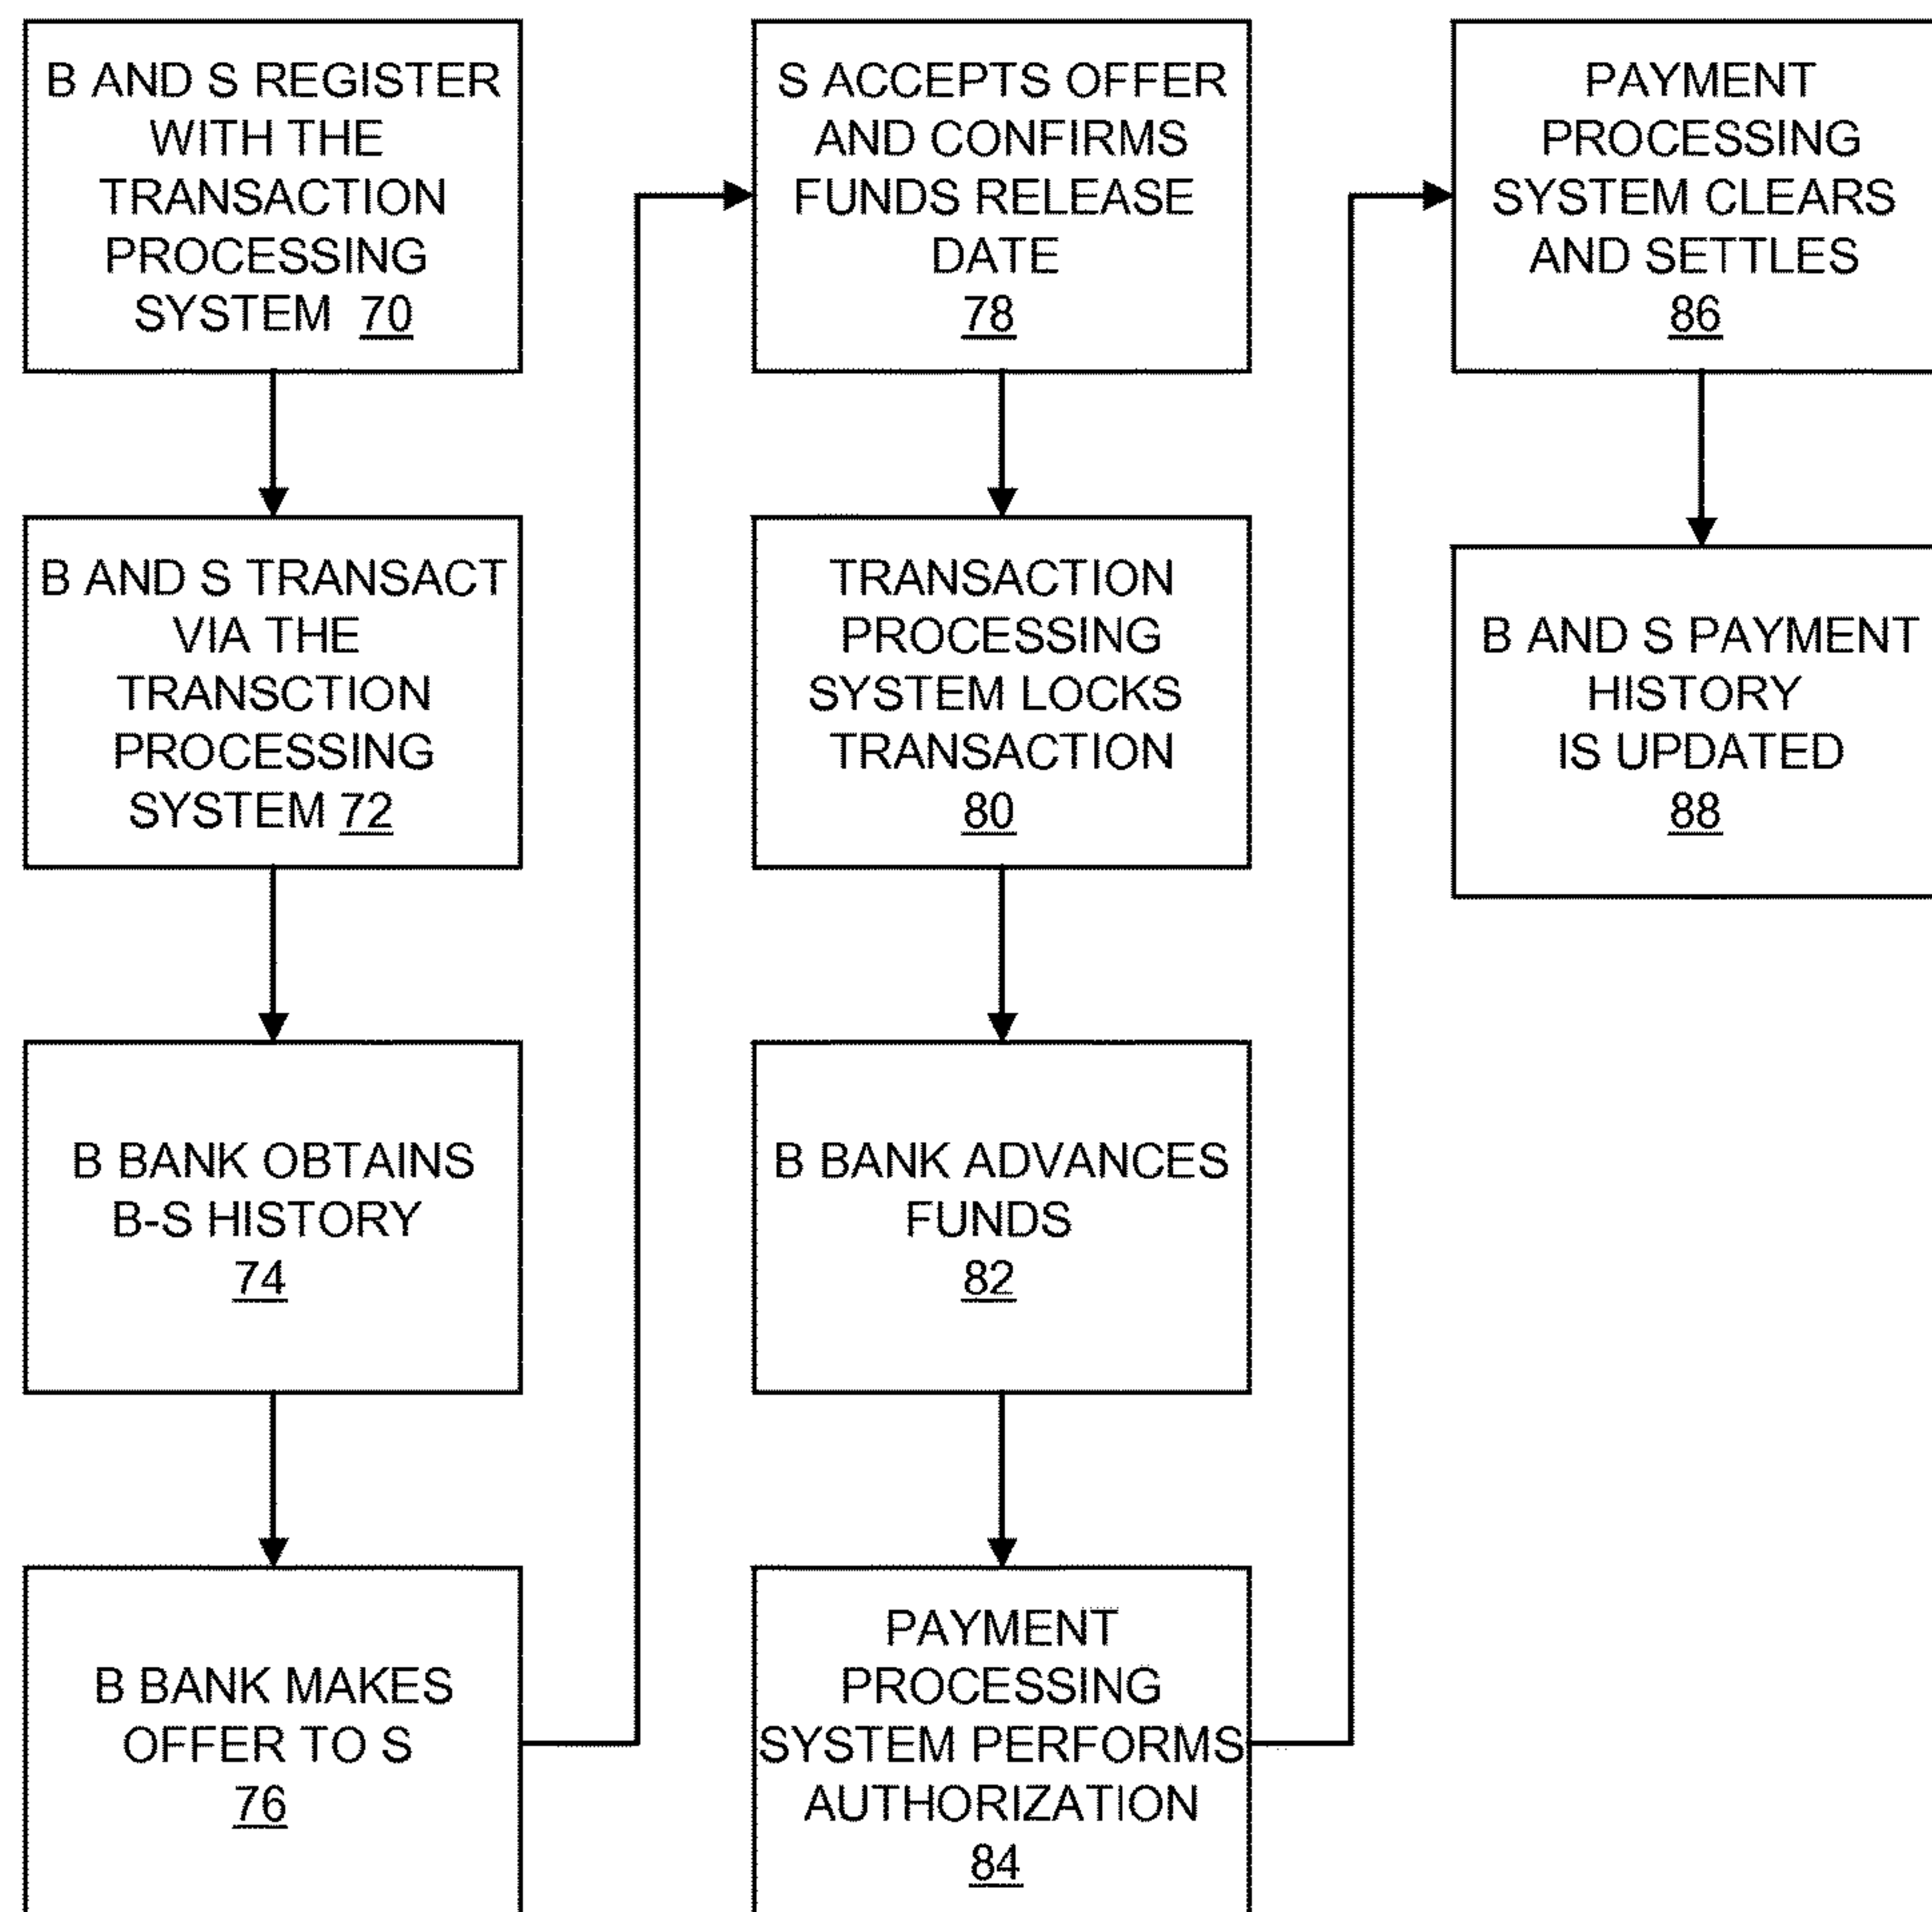 B AND S REGISTER
WITH THE
TRANSACTION
PROCESSING
SYSTEM 70
B AND S TRANSACT
VIA THE
TRANSCTION
PROCESSING
SYSTEM 72
B BANK OBTAINS
B-S HISTORY
74
B BANK MAKES
OFFER TO S
76
S ACCEPTS OFFER
AND CONFIRMS
FUNDS RELEASE
DATE
78
TRANSACTION
PROCESSING
SYSTEM LOCKS
TRANSACTION
80
B BANK ADVANCES
FUNDS
82
PAYMENT
PROCESSING
SYSTEM PERFORMS
AUTHORIZATION
84
PAYMENT
PROCESSING
SYSTEM CLEARS
AND SETTLES
86
B AND S PAYMENT
HISTORY
IS UPDATED
88